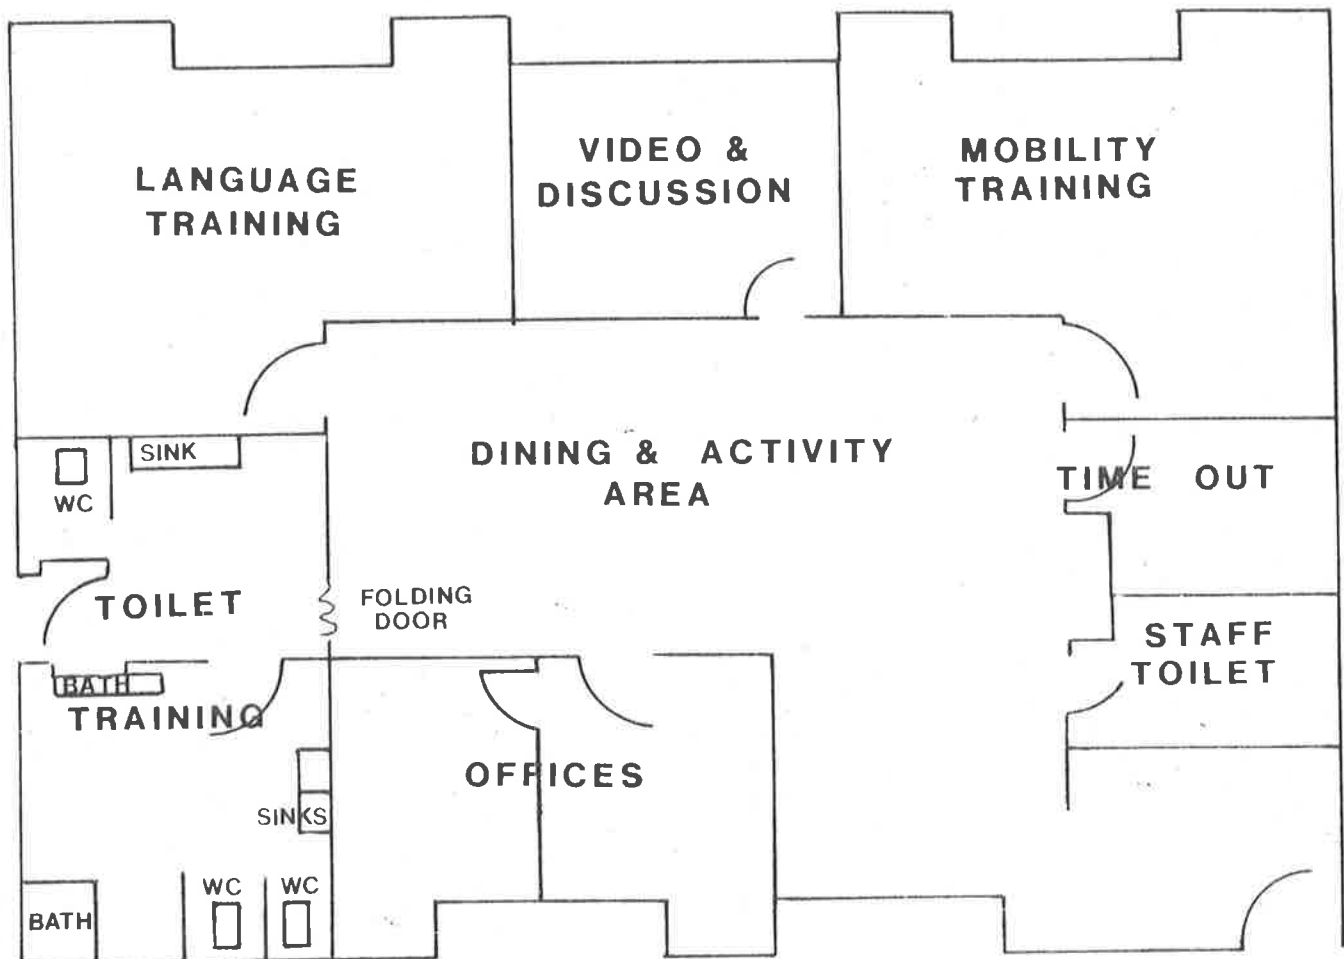 LANGUAGE
TRAINING
VIDEO &
DISCUSSION
MOBILITY
TRAINING
SINK
WC
DINING & ACTIVITY
AREA
TIME OUT
TOILET
FOLDING
DOOR
STAFF
TOILET
BATH
TRAINING
OFFICES
SINKS
WC
WC
BATH